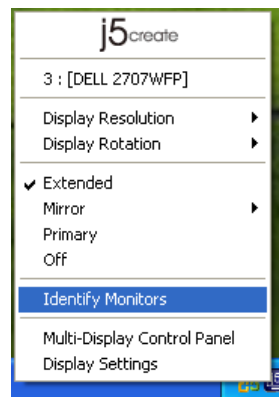 j5create
3 : [DELL 2707WFP]
Display Resolution
Display Rotation
Extended
Mirror
Primary
Off
Identify Monitors
Multi-Display Control Panel
Display Settings